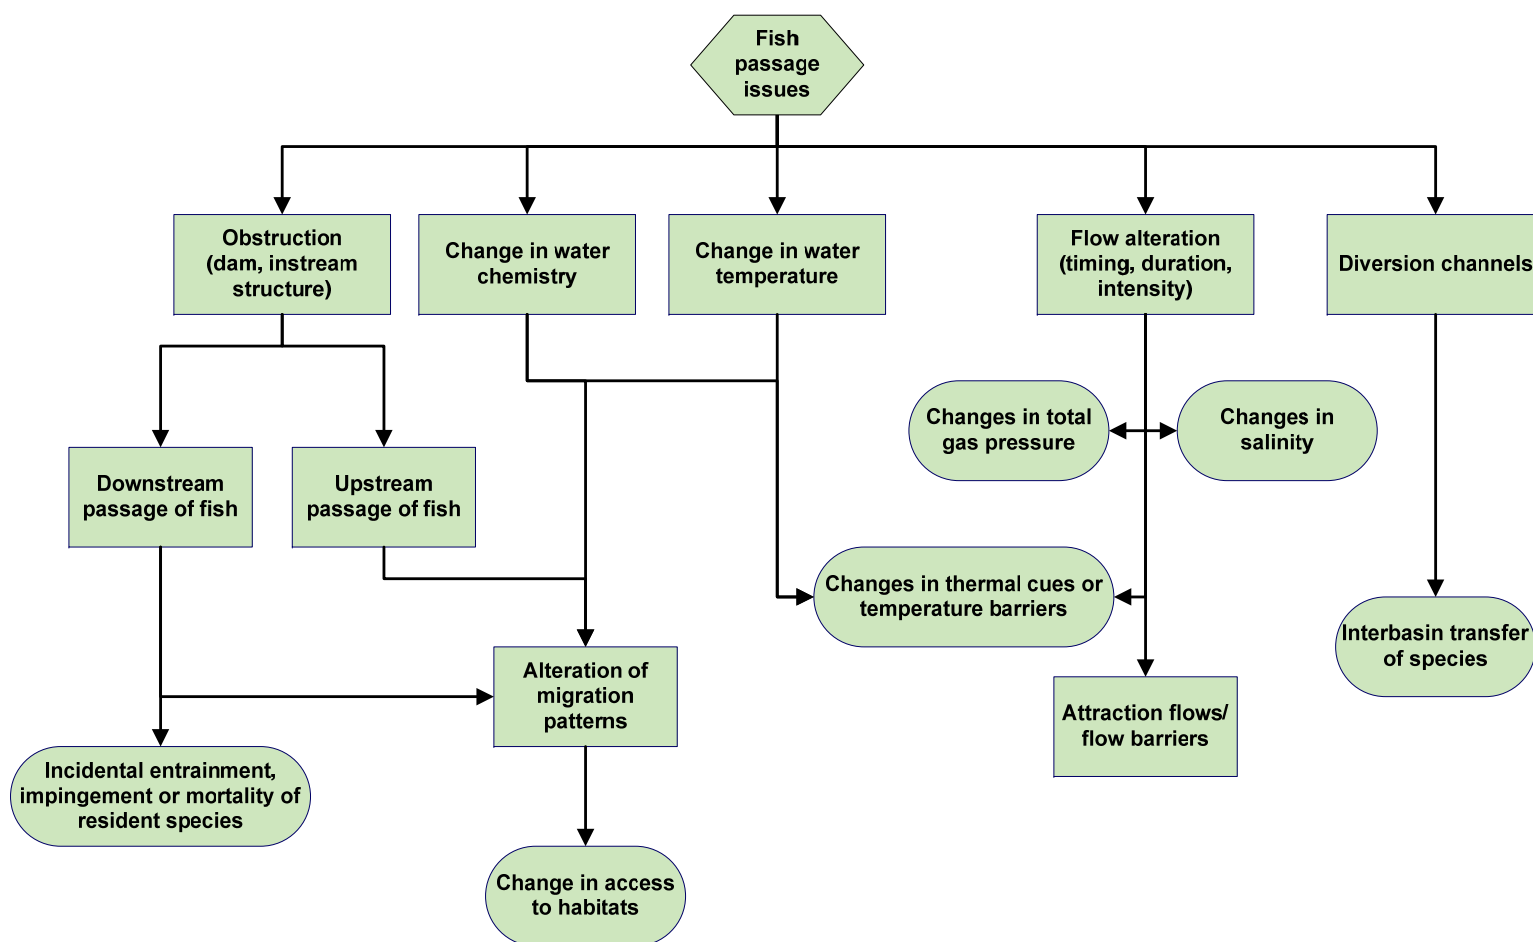 Fish
passage
issues
Obstruction
(dam, instream
structure)
Change in water
chemistry
Change in water
temperature
Flow alteration
(timing, duration,
intensity)
Diversion channels
Changes in total
gas pressure
Changes in
salinity
Downstream
passage of fish
Upstream
passage of fish
Changes in thermal cues or
temperature barriers
Interbasin transfer
of species
Alteration of
migration
patterns
Attraction flows/
flow barriers
Incidental entrainment,
impingement or mortality of
resident species
Change in access
to habitats